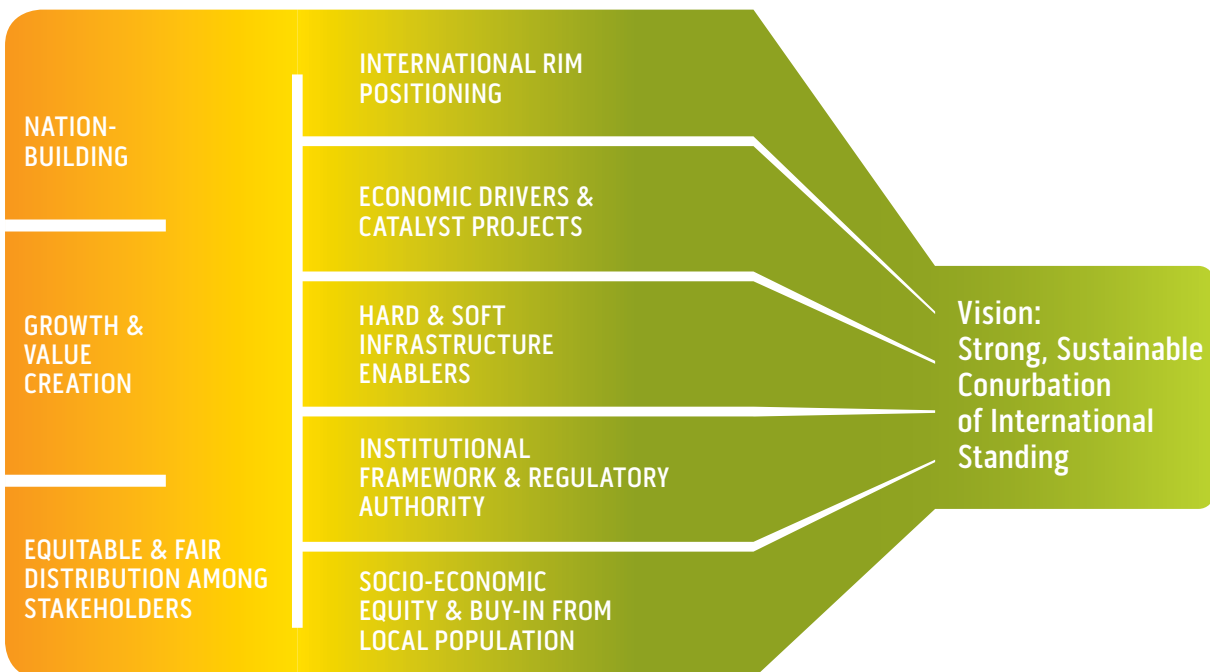 NATION-
BUILDING
GROWTH &
VALUE
CREATION
EQUITABLE & FAIR
DISTRIBUTION AMONG
STAKEHOLDERS
INTERNATIONAL RIM
POSITIONING
ECONOMIC DRIVERS &
CATALYST PROJECTS
HARD & SOFT
INFRASTRUCTURE
ENABLERS
INSTITUTIONAL
FRAMEWORK & REGULATORY
AUTHORITY
SOCIO-ECONOMIC
EQUITY & BUY-IN FROM
LOCAL POPULATION
Vision:
Strong, Sustainable
Conurbation
of International
Standing